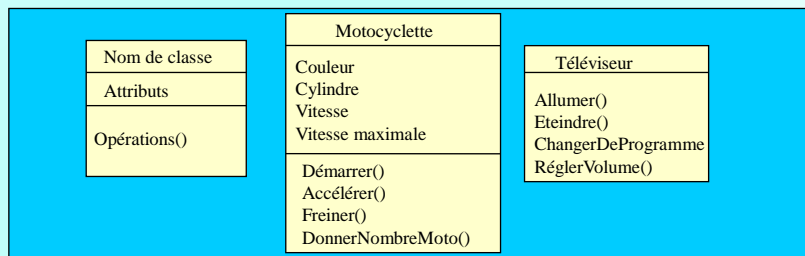 Nom de classe
Attributs
Opérations()
Motocyclette
Couleur
Cylindre
Vitesse
Vitesse maximale
Démarrer()
Accélérer()
Freiner()
DonnerNombreMoto()
Téléviseur
Allumer()
Eteindre()
ChangerDeProgramme
RéglerVolume()